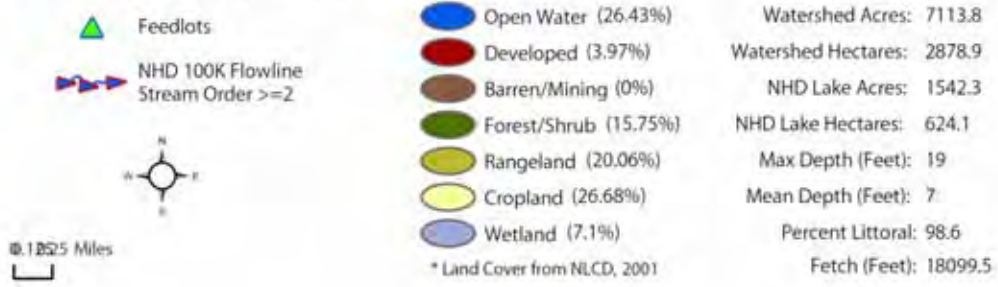 Feedlots
NHD 100K Flowline
Stream Order >=2
N
W
E
S
Miles
Open Water (26.43%)
Developed (3.97%)
Barren/Mining (0%)
Forest/Shrub (15.75%)
Rangeland (20.06%)
Cropland (26.68%)
Wetland (7.1%)
* Land Cover from NLCD, 2001
Watershed Acres: 7113.8
Watershed Hectares: 2878.9
NHD Lake Acres: 1542.3
NHD Lake Hectares: 624.1
Max Depth (Feet): 19
Mean Depth (Feet): 7
Percent Littoral: 98.6
Fetch (Feet): 18099.5